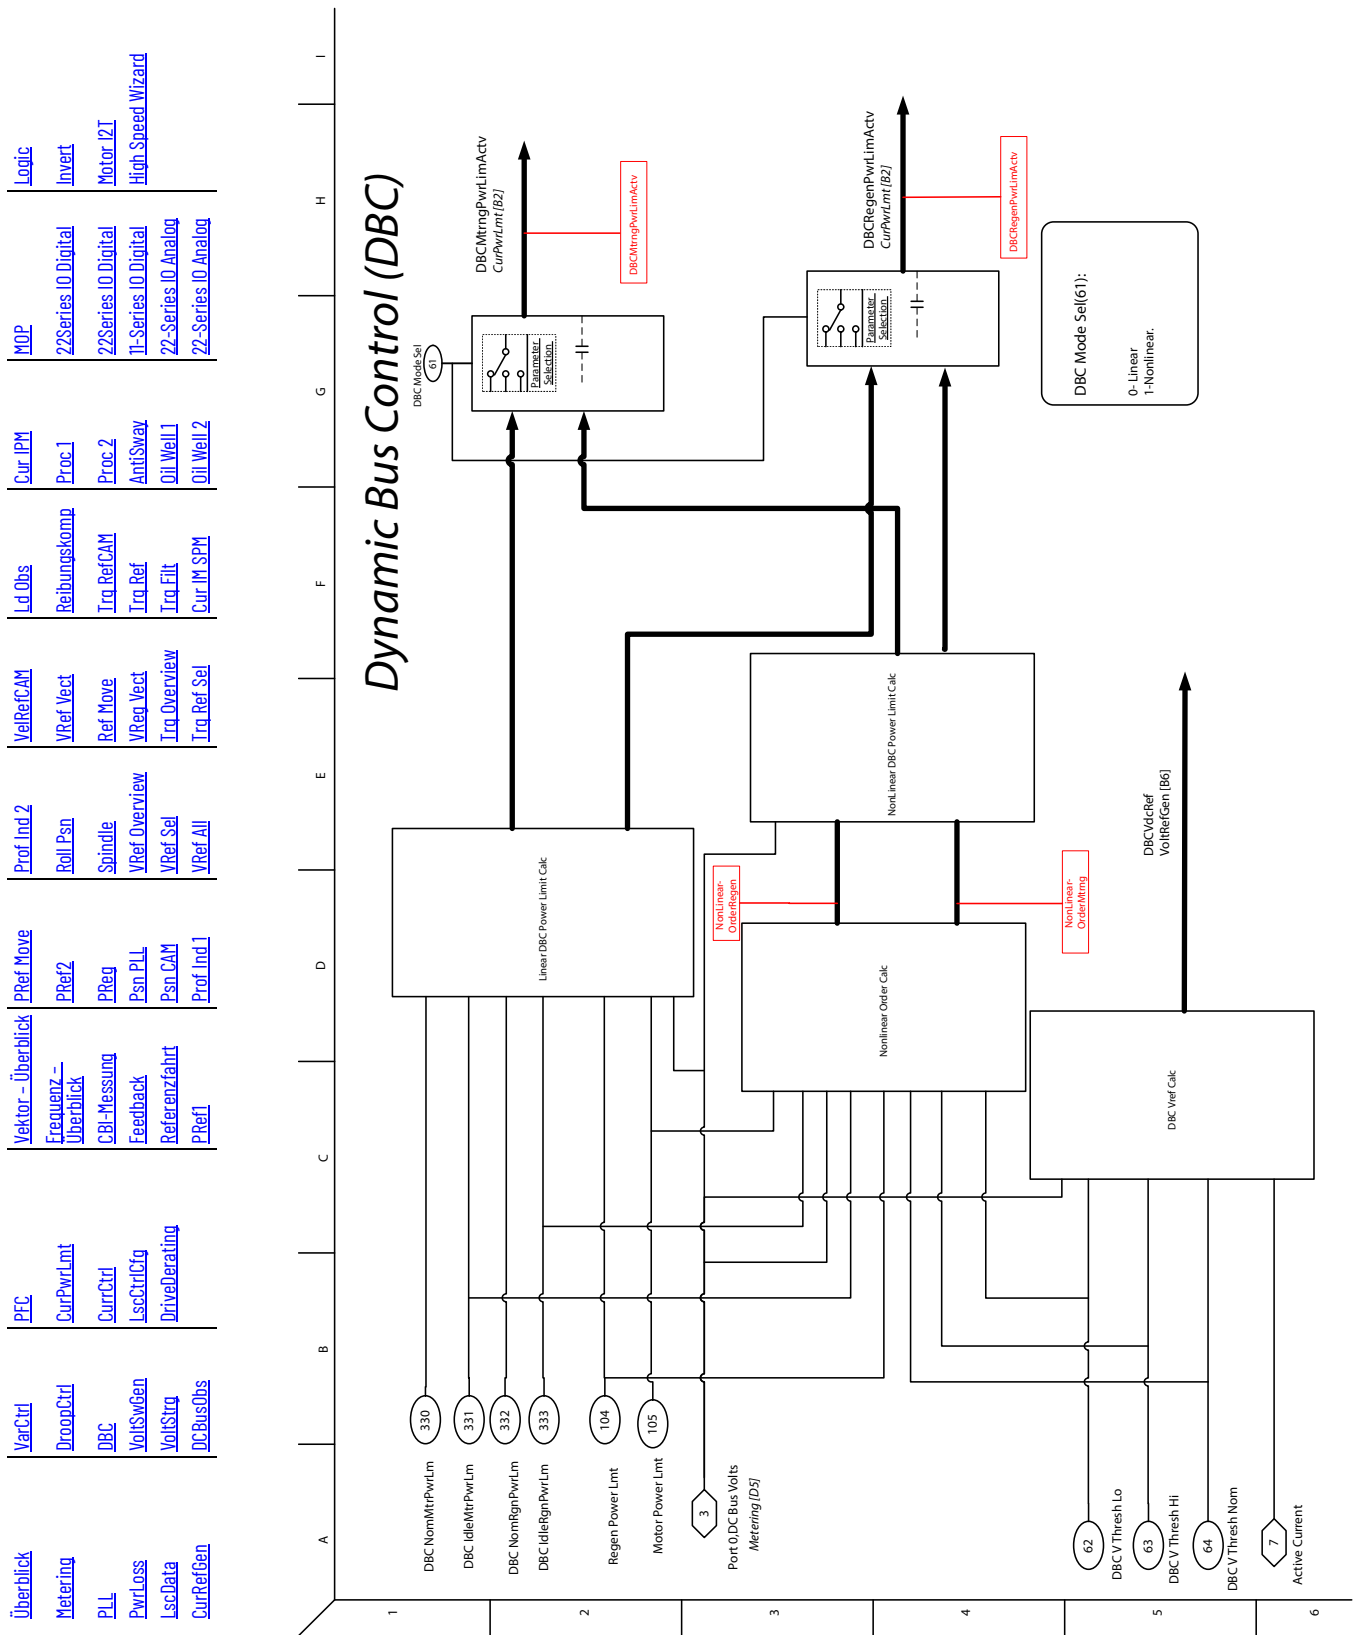 Überblick
Metering
PLL
PwrLoss
LscData
CurRefGen
VarCtrl
DroopCtrl
DBC
VoltSwGen
VoltStrg
DCBusObs
PFC
CurPwrLmt
CurrCtrl
LscCtrlCfg
DriveDerating
Vektor – Überblick
Frequenz –
Überblick
CBI-Messung
Feedback
Referenzfahrt
PRef1
PRef Move
PRef2
PReg
Psn PLL
Psn CAM
Prof Ind 1
Prof Ind 2
Roll Psn
Spindle
VRef Overview
VRef Sel
VRef All
VelRefCAM
VRef Vect
Ref Move
VReg Vect
Trq Overview
Trq Ref Sel
Ld Obs
Reibungskomp
Trq RefCAM
Trq Ref
Trq Filt
Cur IM SPM
Cur IPM
Proc 1
Proc 2
AntiSway
Oil Well 1
Oil Well 2
MOP
22Series IO Digital
22Series IO Digital
11-Series IO Digital
22-Series IO Analog
22-Series IO Analog
Logic
Invert
Motor I2T
High Speed Wizard
A
B
C
D
E
F
G
H
I
1
2
3
4
5
6
Dynamic Bus Control (DBC)
330
DBC NomMtrPwrLm
331
DBC IdleMtrPwrLm
332
DBC NomRgnPwrLm
333
DBC IdleRgnPwrLm
104
Regen Power Lmt
105
Motor Power Lmt
3
Port 0,DC Bus Volts
Metering [D5]
62
DBC V Thresh Lo
63
DBC V Thresh Hi
64
DBC V Thresh Nom
7
Active Current
Linear DBC Power Limit Calc
Nonlinear Order Calc
DBC Vref Calc
NonLinear-
OrderRegen
NonLinear-
OrderMtrng
NonLinear DBC Power Limit Calc
DBCVdcRef
VoltRefGen [B6]
DBC Mode Sel
61
Parameter
Selection
Parameter
Selection
DBCMtrngPwrLimActv
CurPwrLmt [B2]
DBCMtrngPwrLimActv
DBCRegenPwrLimActv
CurPwrLmt [B2]
DBCRegenPwrLimActv
DBC Mode Sel(61):
0- Linear
1-Nonlinear.